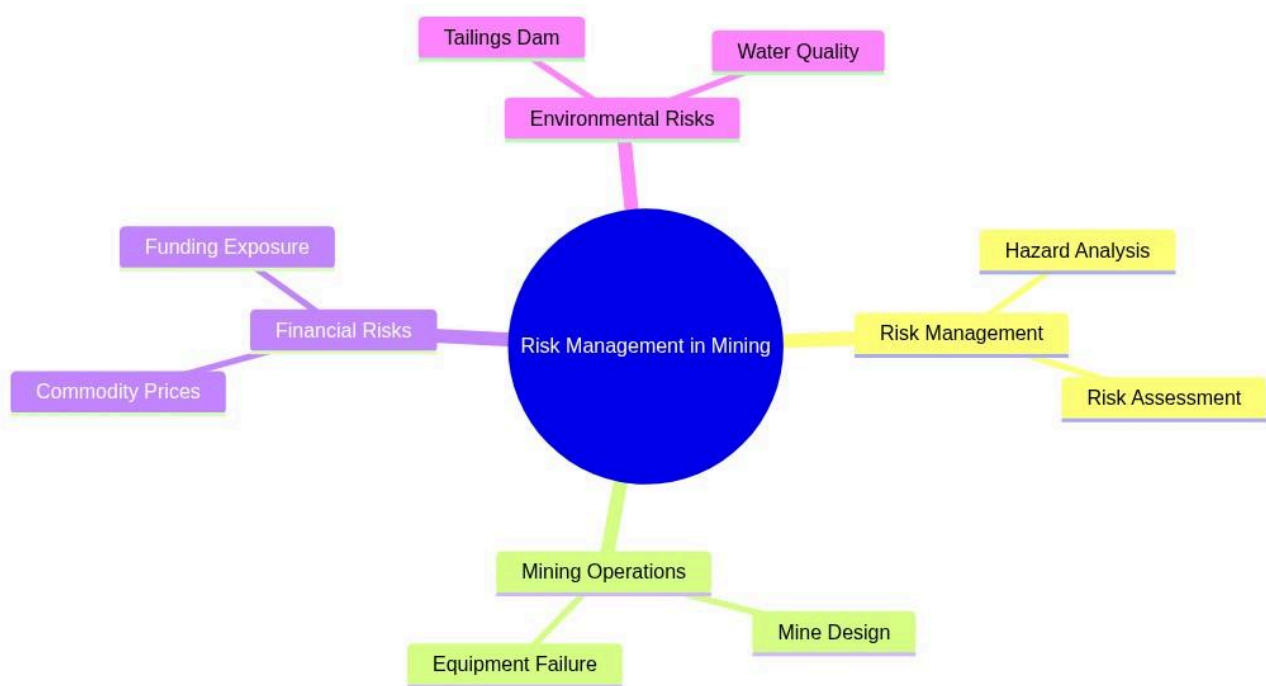 Tailings Dam
Water Quality
Environmental Risks
Funding Exposure
Hazard Analysis
Financial Risks
Risk Management in Mining
Risk Management
Commodity Prices
Risk Assessment
Mining Operations
Mine Design
Equipment Failure